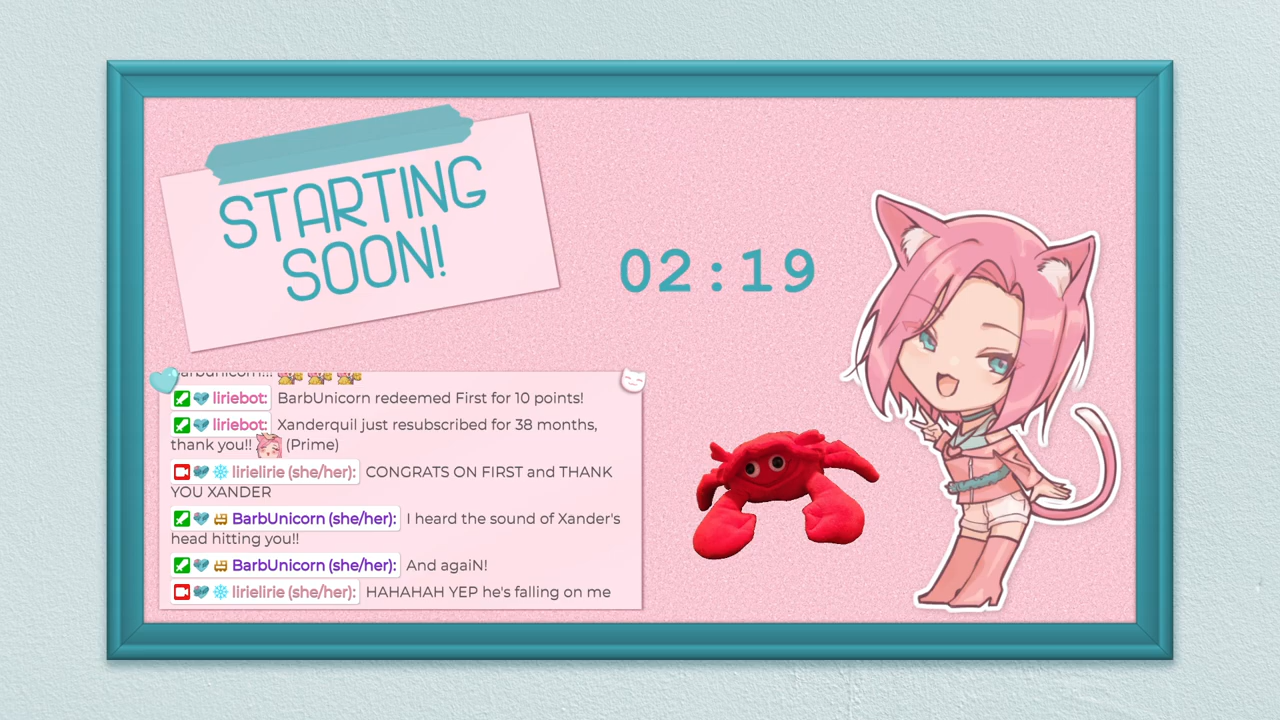 STARTING
SOON!
02:19
liriebot: BarbUnicorn redeemed First for 10 points!
liriebot: Xanderquil just resubscribed for 38 months,
thank you!! (Prime)
lirielirie (she/her): CONGRATS ON FIRST and THANK
YOU XANDER
BarbUnicorn (she/her): I heard the sound of Xander's
head hitting you!!
BarbUnicorn (she/her): And agaiN!
lirielirie (she/her): HAHAHAH YEP he's falling on me